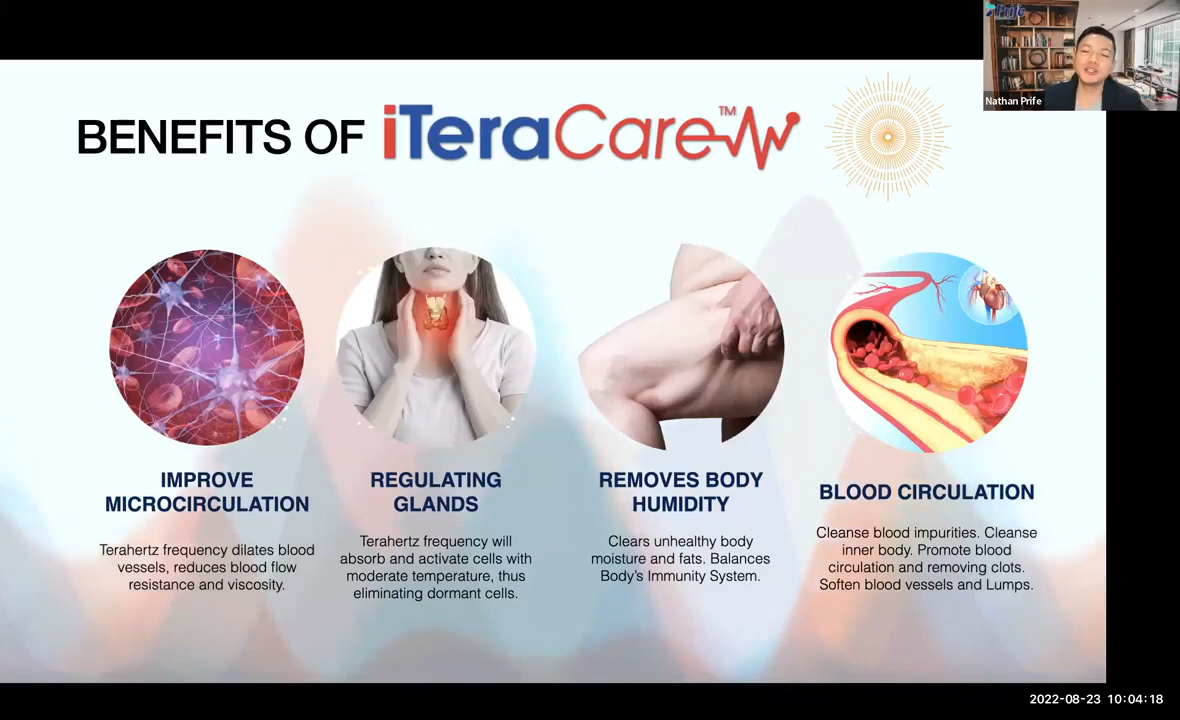 Prife
Nathan Prife
BENEFITS OF iTeraCare™
IMPROVE
MICROCIRCULATION
Terahertz frequency dilates blood
vessels, reduces blood flow
resistance and viscosity.
REGULATING
GLANDS
Terahertz frequency will
absorb and activate cells with
moderate temperature, thus
eliminating dormant cells.
REMOVES BODY
HUMIDITY
Clears unhealthy body
moisture and fats. Balances
Body's Immunity System.
BLOOD CIRCULATION
Cleanse blood impurities. Cleanse
inner body. Promote blood
circulation and removing clots.
Soften blood vessels and Lumps.
2022-08-23 10:04:18